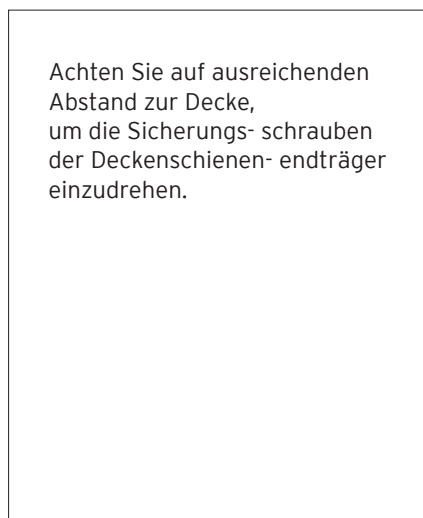 Achten Sie auf ausreichenden
Abstand zur Decke,
um die Sicherungs- schrauben
der Deckenschienen- endträger
einzudrehen.